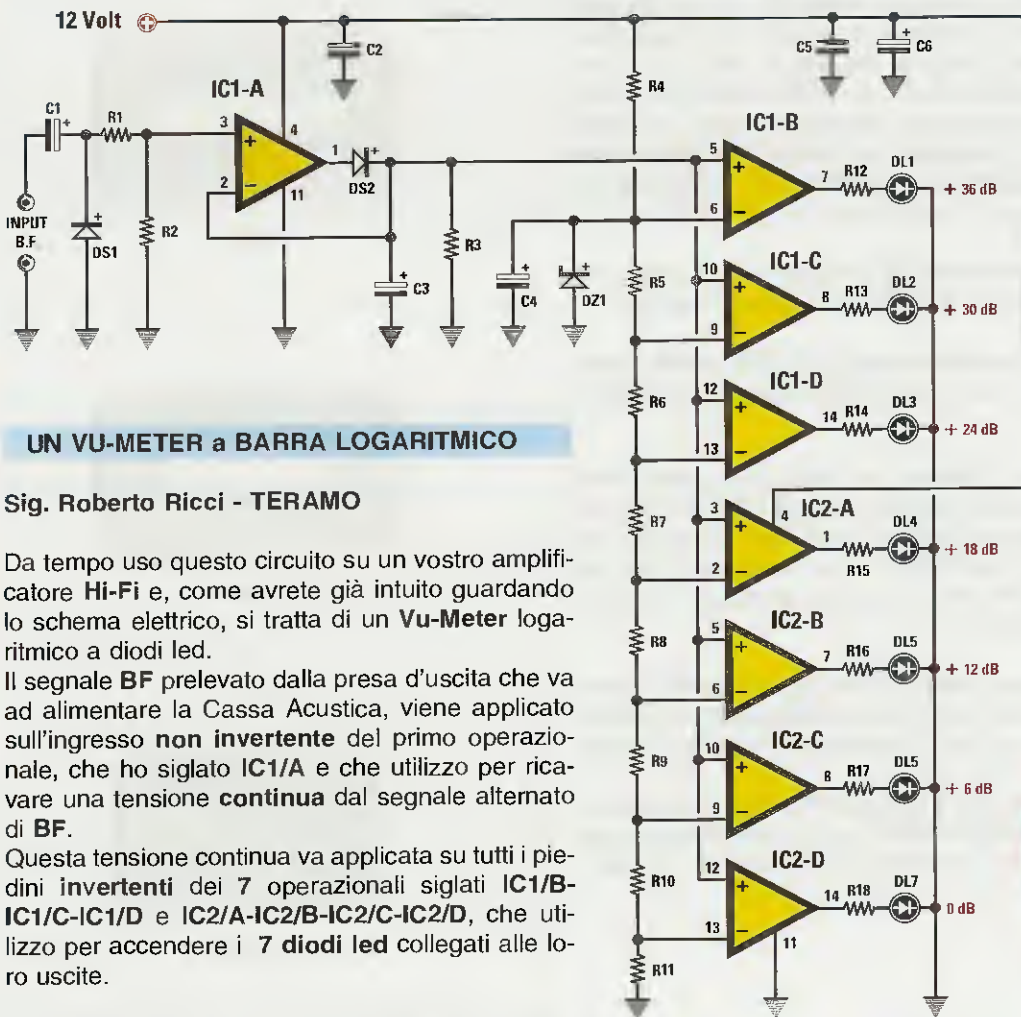 12 Volt
C2
C5
C6
IC1-A
R4
C1
R1
3
4
IC1-B
2
1
DS2
11
5
7
R12
DL1
+ 36 dB
6
INPUT
B.F.
DS1
R2
C3
R3
C4
DZ1
R5
IC1-C
10
8
R13
DL2
+ 30 dB
9
R6
IC1-D
12
14
R14
DL3
+ 24 dB
13
UN VU-METER a BARRA LOGARITMICO
Sig. Roberto Ricci - TERAMO
R7
IC2-A
3
4
1
R15
DL4
+ 18 dB
2
Da tempo uso questo circuito su un vostro amplifi-
catore Hi-Fi e, come avrete già intuito guardando
lo schema elettrico, si tratta di un Vu-Meter loga-
ritmico a diodi led.
Il segnale BF prelevato dalla presa d'uscita che va
ad alimentare la Cassa Acustica, viene applicato
sull'ingresso non invertente del primo operazio-
nale, che ho siglato IC1/A e che utilizzo per rica-
vare una tensione continua dal segnale alternato
di BF.
Questa tensione continua va applicata su tutti i pie-
dini invertenti dei 7 operazionali siglati IC1/B-
IC1/C-IC1/D e IC2/A-IC2/B-IC2/C-IC2/D, che uti-
lizzo per accendere i 7 diodi led collegati alle lo-
ro uscite.
R8
IC2-B
5
7
R16
DL5
+ 12 dB
6
R9
IC2-C
10
8
R17
DL5
+ 6 dB
9
R10
IC2-D
12
14
R18
DL7
0 dB
13
11
R11